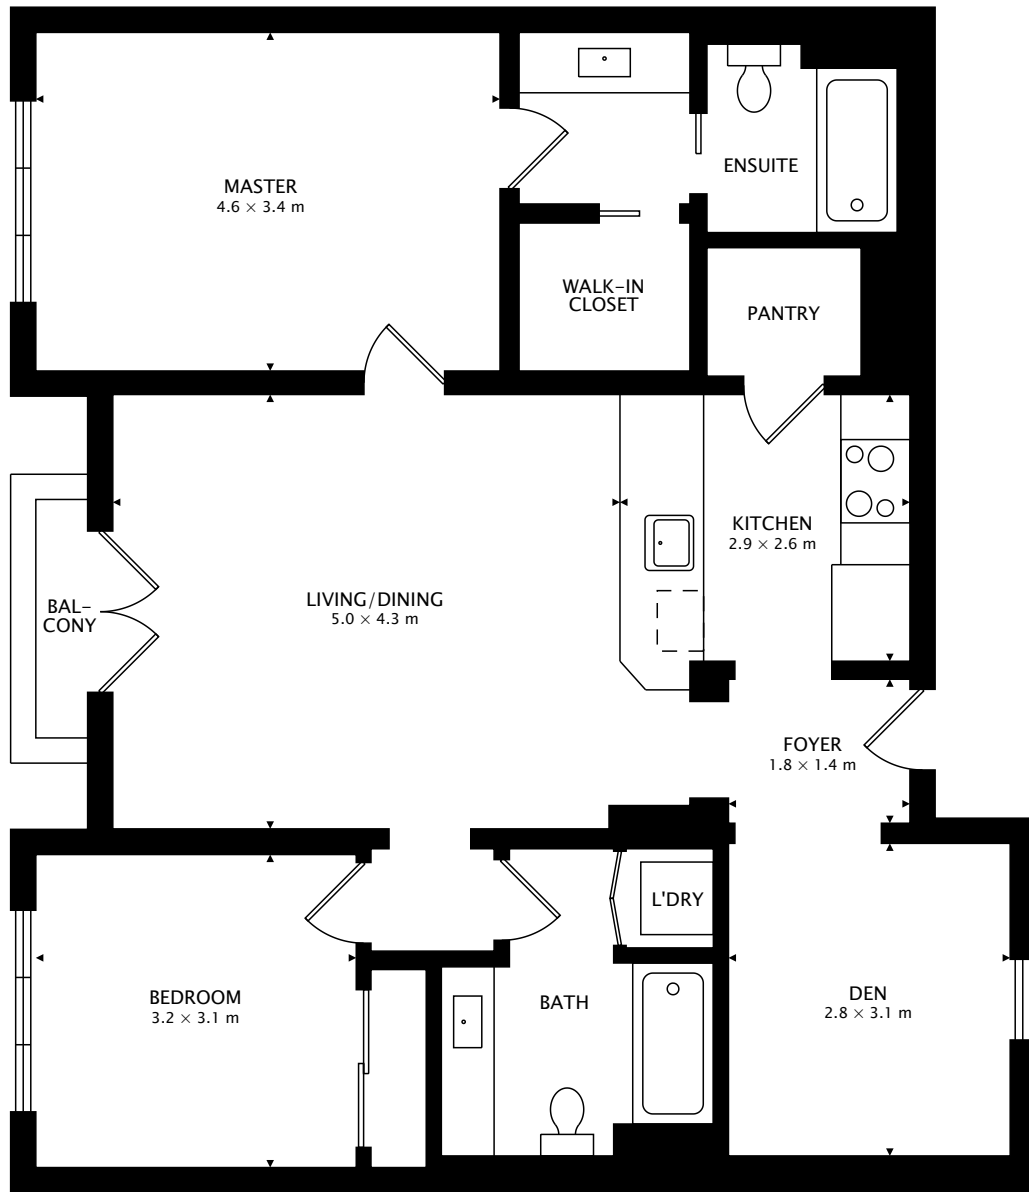 MASTER
4.6 × 3.4 m
ENSUITE
WALK-IN
CLOSET
PANTRY
KITCHEN
2.9 × 2.6 m
LIVING/DINING
5.0 × 4.3 m
BAL-
CONY
FOYER
1.8 × 1.4 m
L'DRY
BEDROOM
3.2 × 3.1 m
BATH
DEN
2.8 × 3.1 m